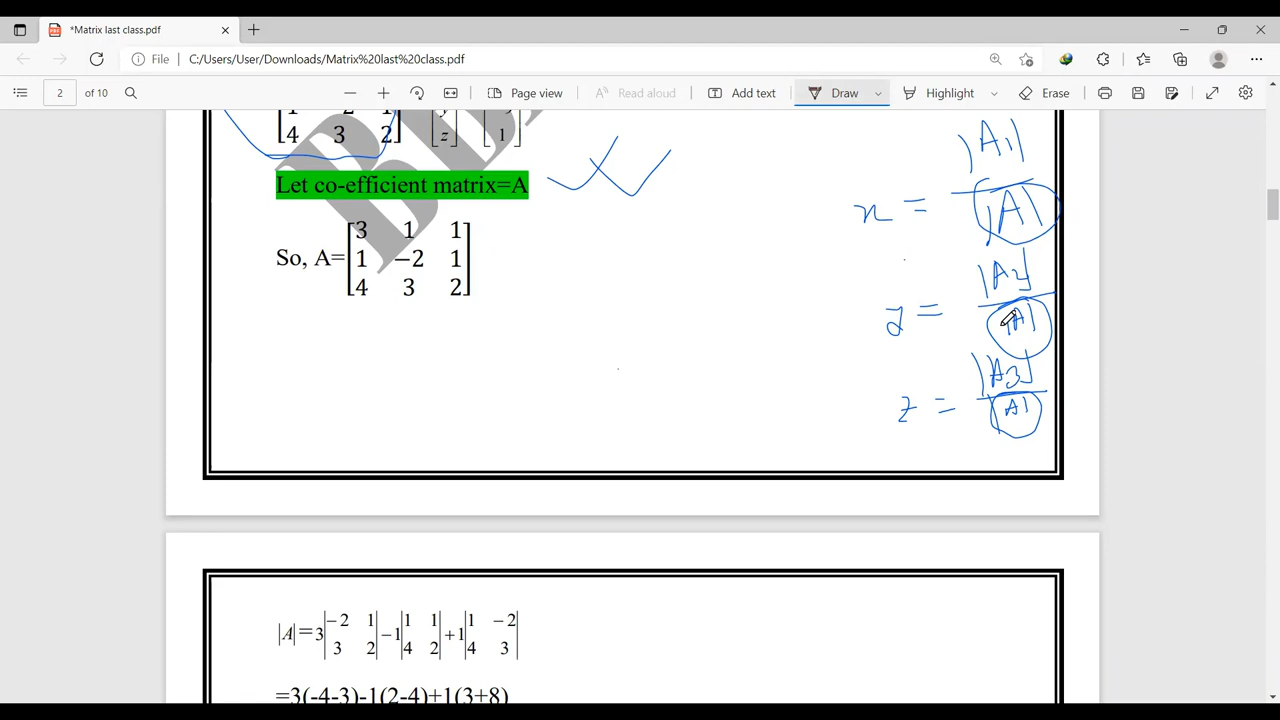 *Matrix last class.pdf
File C:/Users/User/Downloads/Matrix%20last%20class.pdf
2 of 10 Page view Read aloud Add text Draw Highlight Erase
4 3 2 z 1
Let co-efficient matrix=A
So, A= 3 1 1
1 −2 1
4 3 2
x = |A1| / |A|
y = |A2| / |A|
z = |A3| / |A|
|A|=3|−2 1|−1|1 1|+1|1 −2|
3 2 4 2 4 3
=3(-4-3)-1(2-4)+1(3+8)